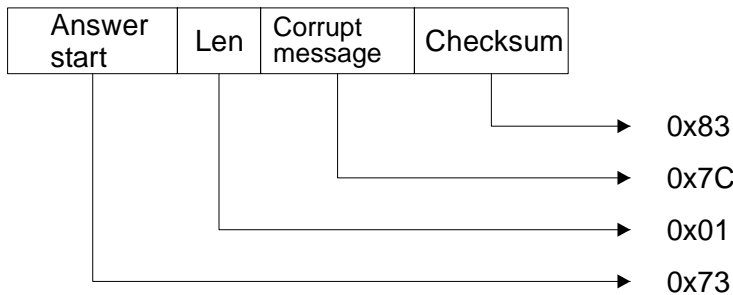 Answer
start
Len
Corrupt
message
Checksum
0x83
0x7C
0x01
0x73